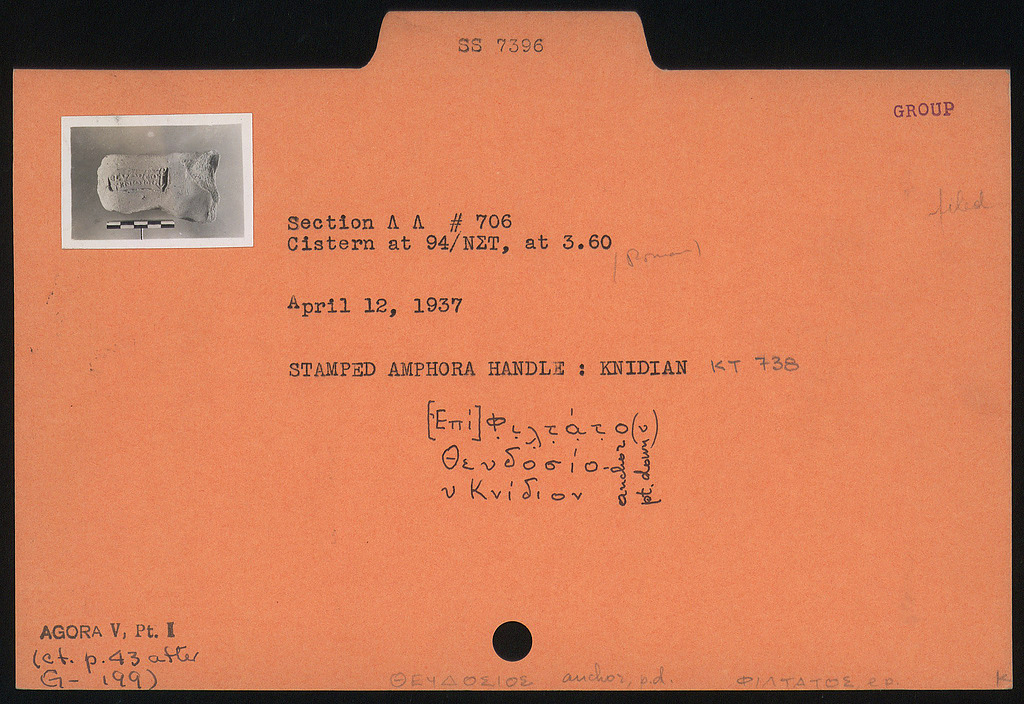 SS 7396
GROUP
filed
Section Λ Λ # 706
Cistern at 94/ΝΣΤ, at 3.60
(Roman)
April 12, 1937
STAMPED AMPHORA HANDLE : KNIDIAN KT 738
[Ἐπὶ] Φιλτάτο(υ)
Θευδοσίο-
υ Κνίδιον
anchor
pt. down
AGORA V, Pt. I
(cf. p. 43 after
G- 199)
ΘΕΥΔΟΣΙΟΣ anchor, p.d. ΦΙΛΤΑΤΟΣ ep. K